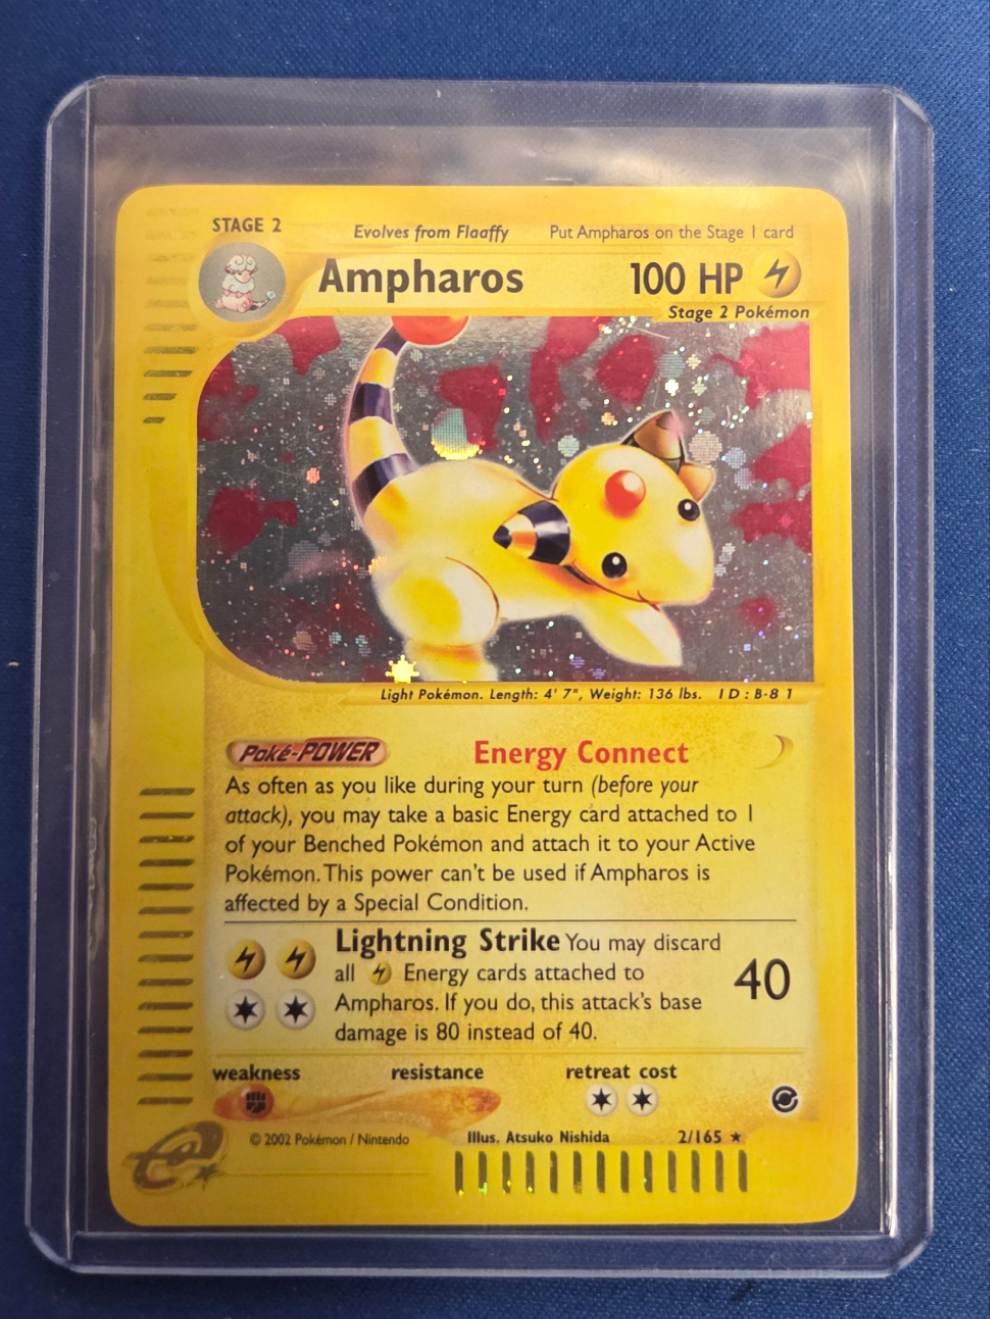 STAGE 2 Evolves from Flaaffy Put Ampharos on the Stage 1 card
Ampharos 100 HP
Stage 2 Pokémon
Light Pokémon. Length: 4' 7", Weight: 136 lbs. ID: B-81
Poké-POWER Energy Connect
As often as you like during your turn (before your
attack), you may take a basic Energy card attached to 1
of your Benched Pokémon and attach it to your Active
Pokémon. This power can't be used if Ampharos is
affected by a Special Condition.
Lightning Strike You may discard
all Energy cards attached to
Ampharos. If you do, this attack's base
damage is 80 instead of 40.
40
weakness resistance retreat cost
© 2002 Pokémon / Nintendo Illus. Atsuko Nishida 2/165 ★
e